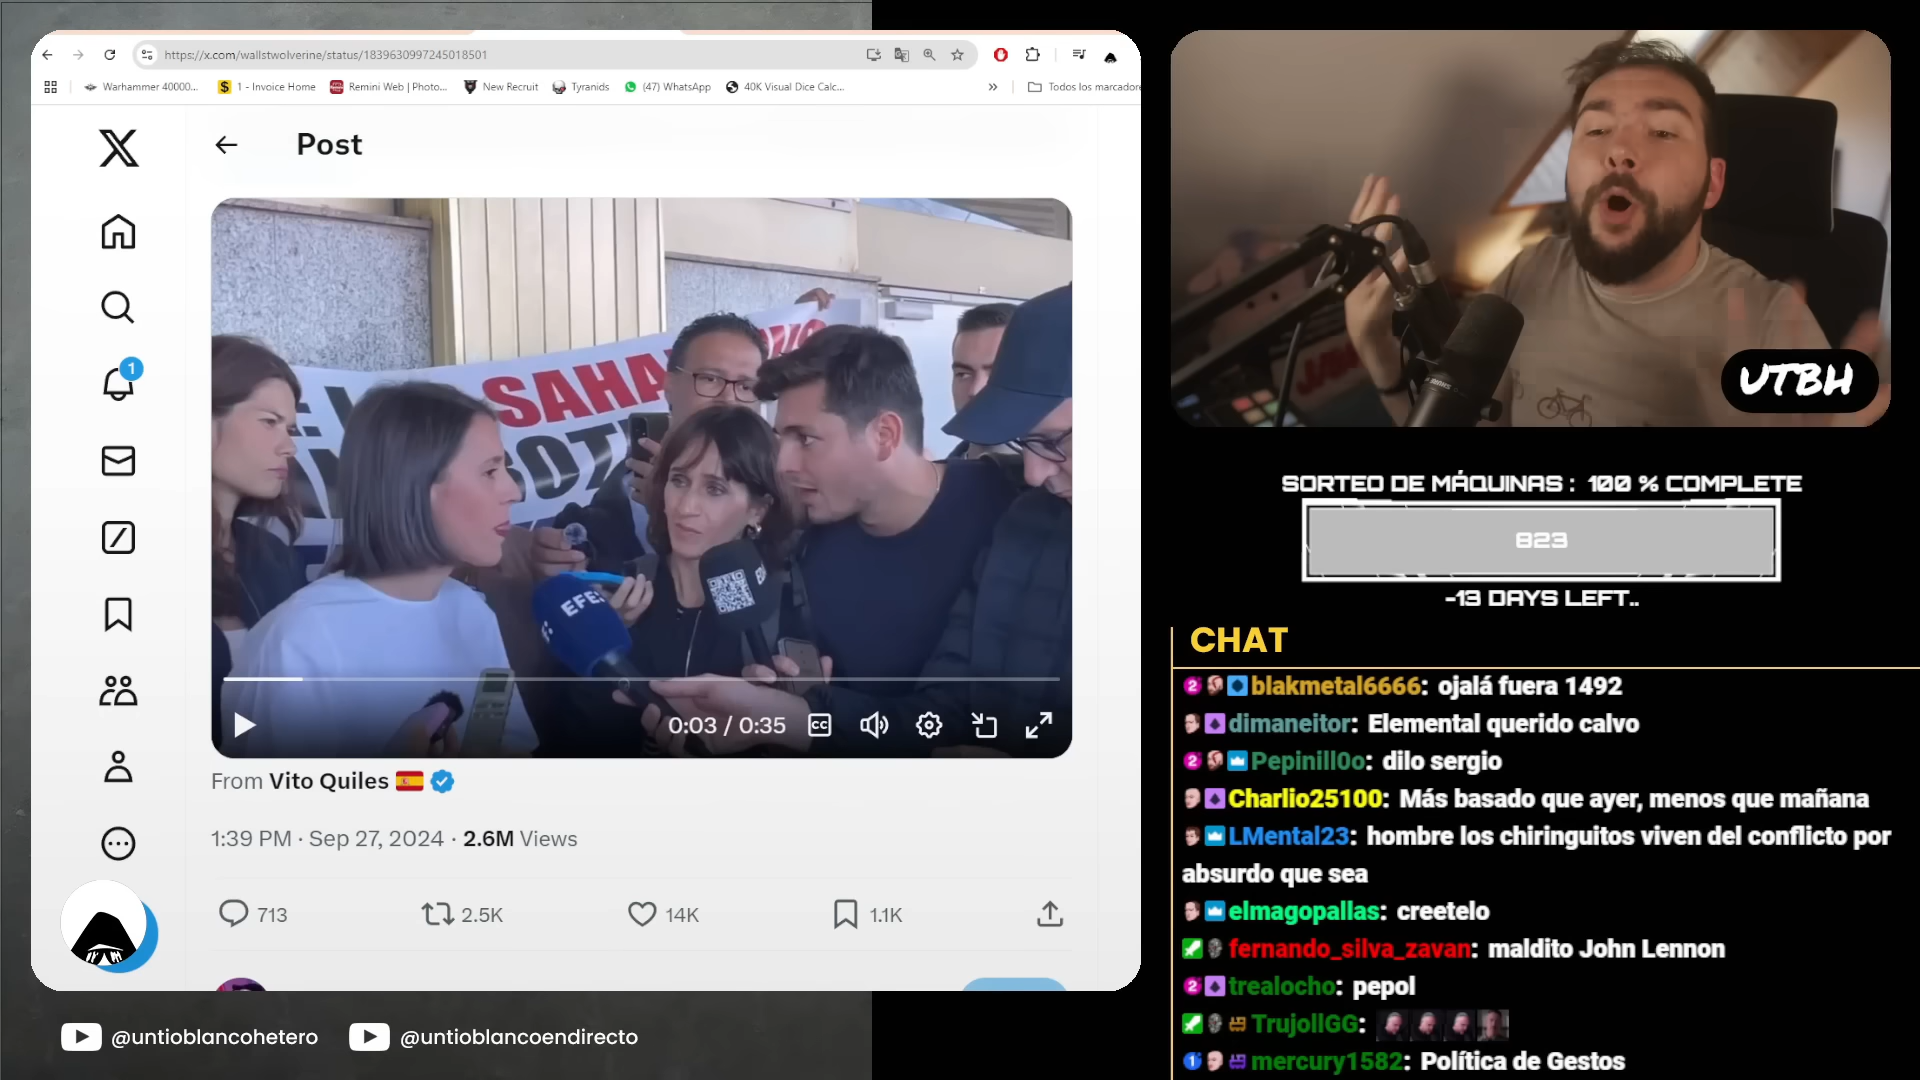 https://x.com/wallstwolverine/status/1839630997245018501
Warhammer 40000...
1 - Invoice Home
Remini Web | Photo...
New Recruit
Tyranids
(47) WhatsApp
40K Visual Dice Calc...
»
Todos los marcadore
Post
1
SAHA
EFE:
0:03 / 0:35
CC
From Vito Quiles
1:39 PM · Sep 27, 2024 · 2.6M Views
713
2.5K
14K
1.1K
@untioblancohetero
@untioblancoendirecto
UTBH
SORTEO DE MÁQUINAS : 100 % COMPLETE
823
-13 DAYS LEFT..
CHAT
blakmetal6666: ojalá fuera 1492
dimaneitor: Elemental querido calvo
Pepinill0o: dilo sergio
Charlio25100: Más basado que ayer, menos que mañana
LMental23: hombre los chiringuitos viven del conflicto por
absurdo que sea
elmagopallas: creetelo
fernando_silva_zavan: maldito John Lennon
trealocho: pepol
TrujollGG:
mercury1582: Política de Gestos